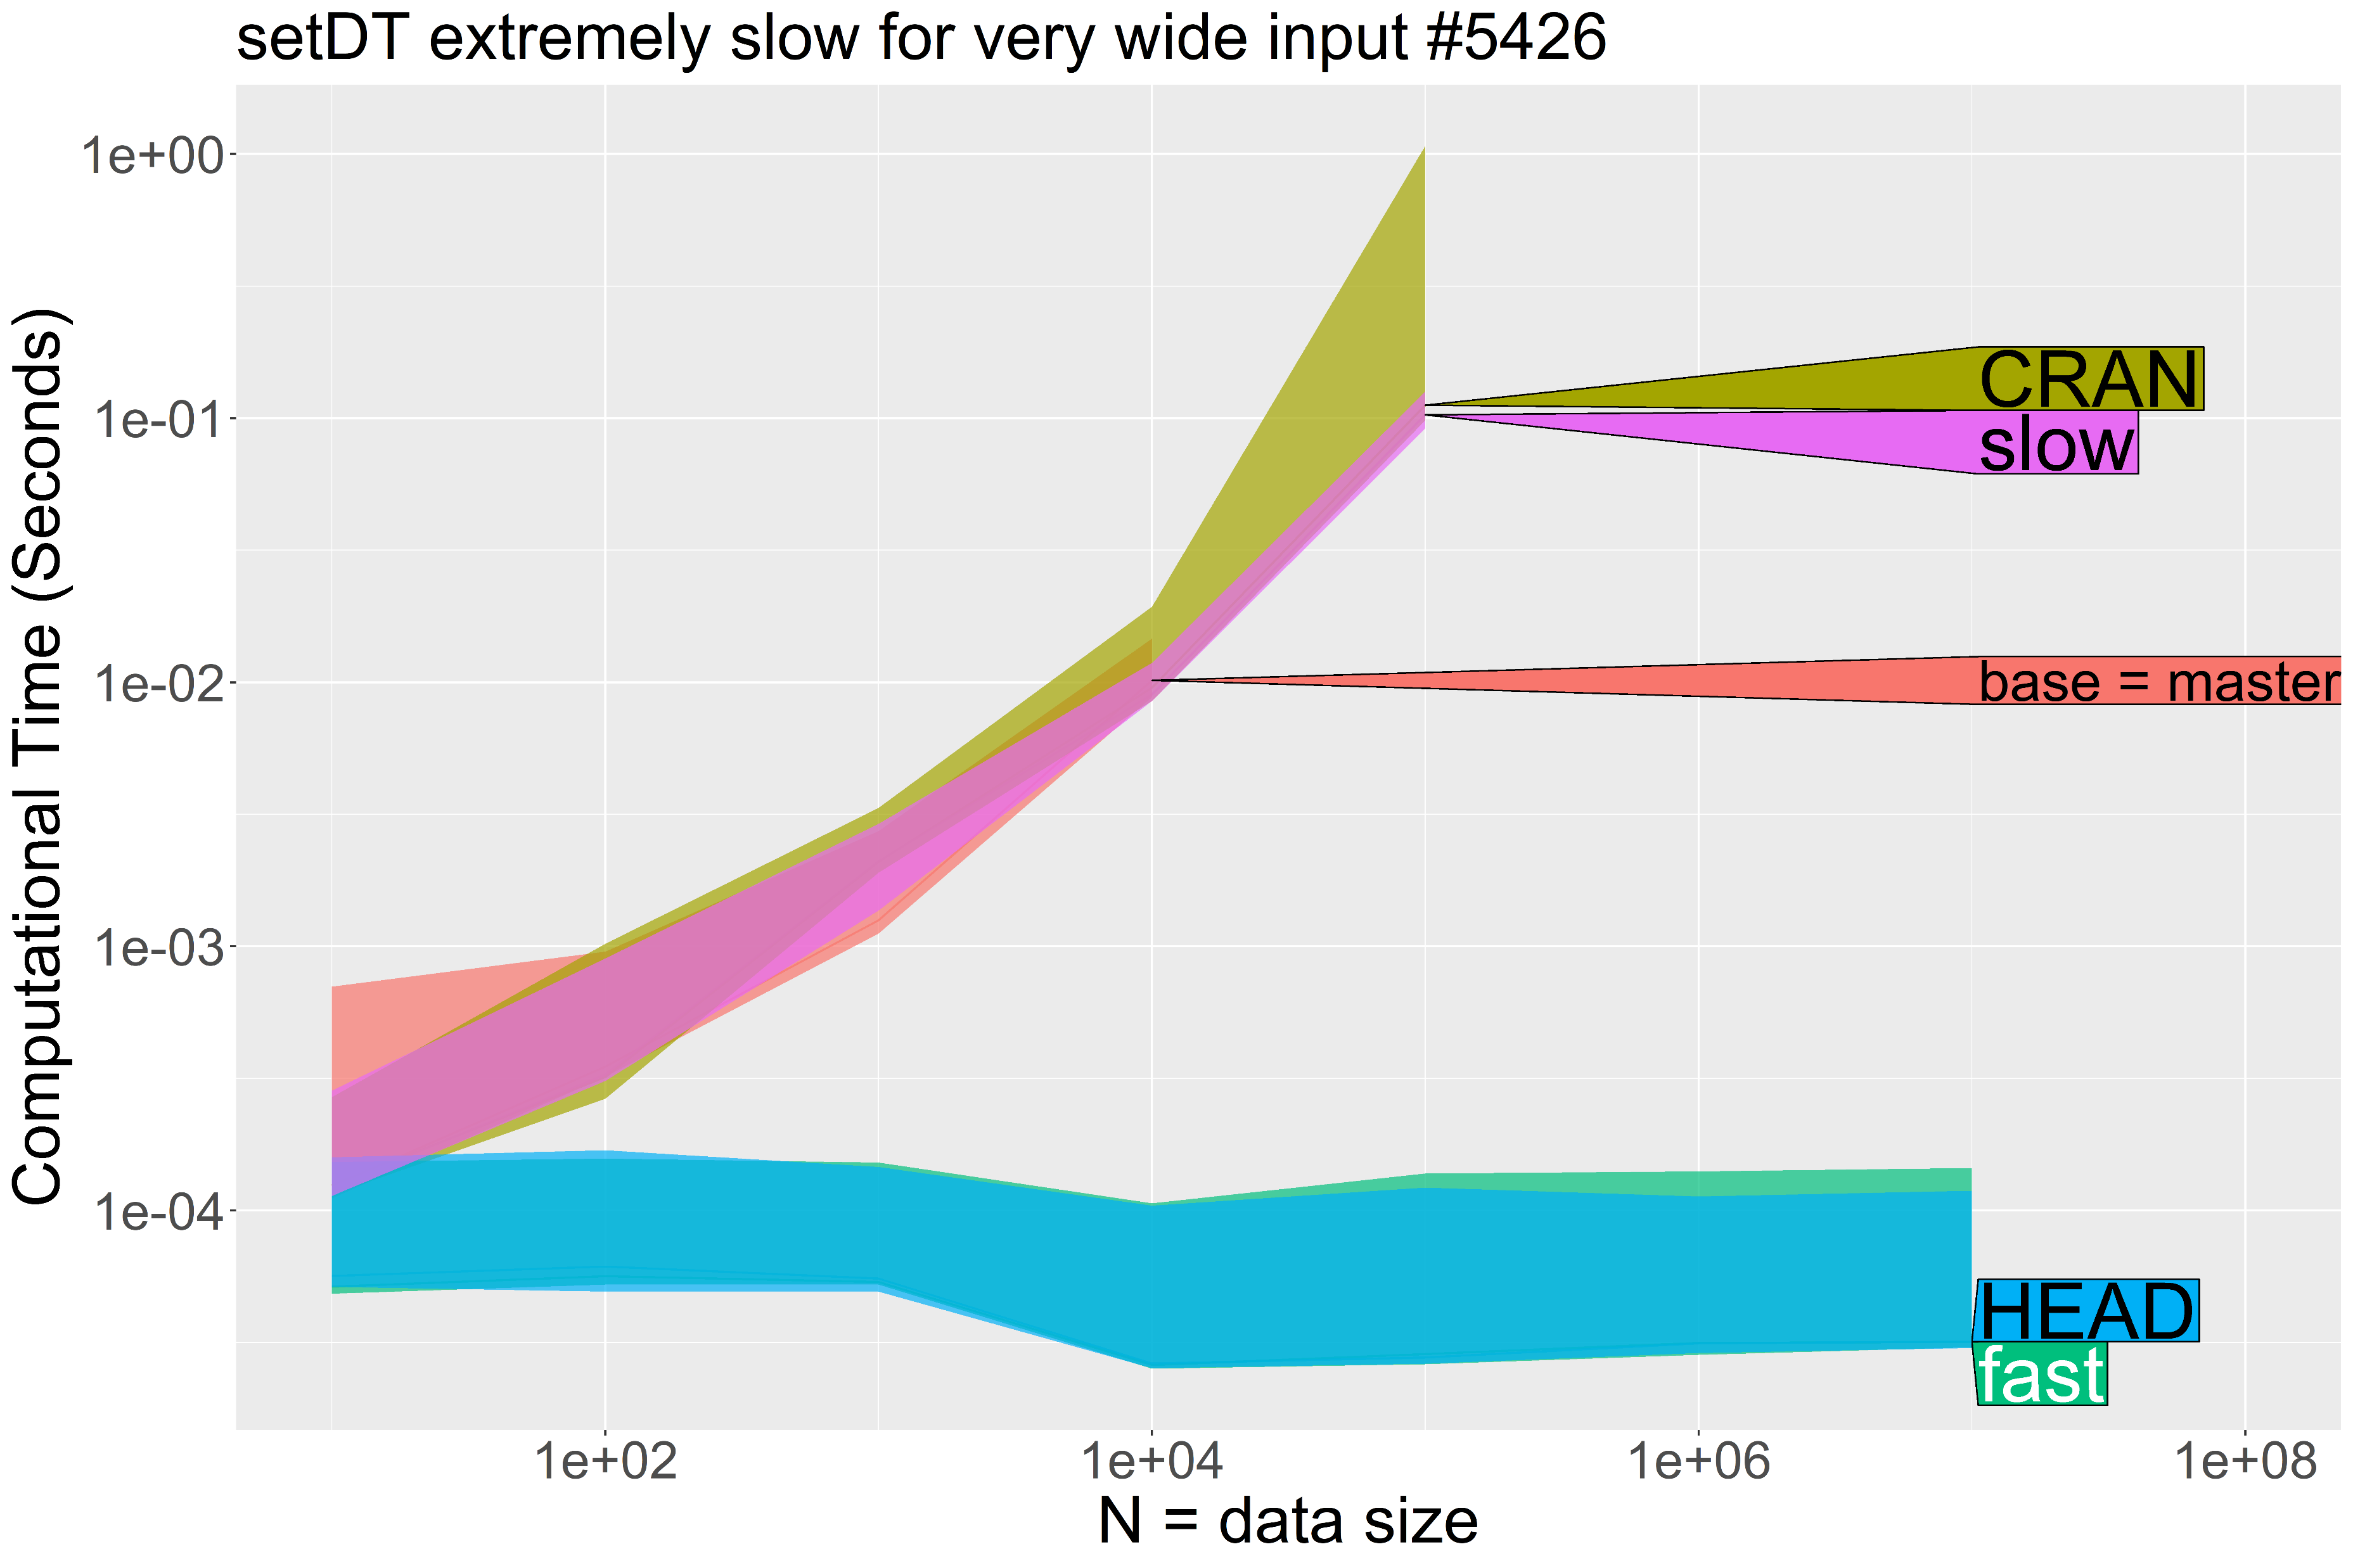 setDT extremely slow for very wide input #5426
Computational Time (Seconds)
1e+00
1e-01
1e-02
1e-03
1e-04
CRAN
slow
base = master
HEAD
fast
1e+02
1e+04
1e+06
1e+08
N = data size